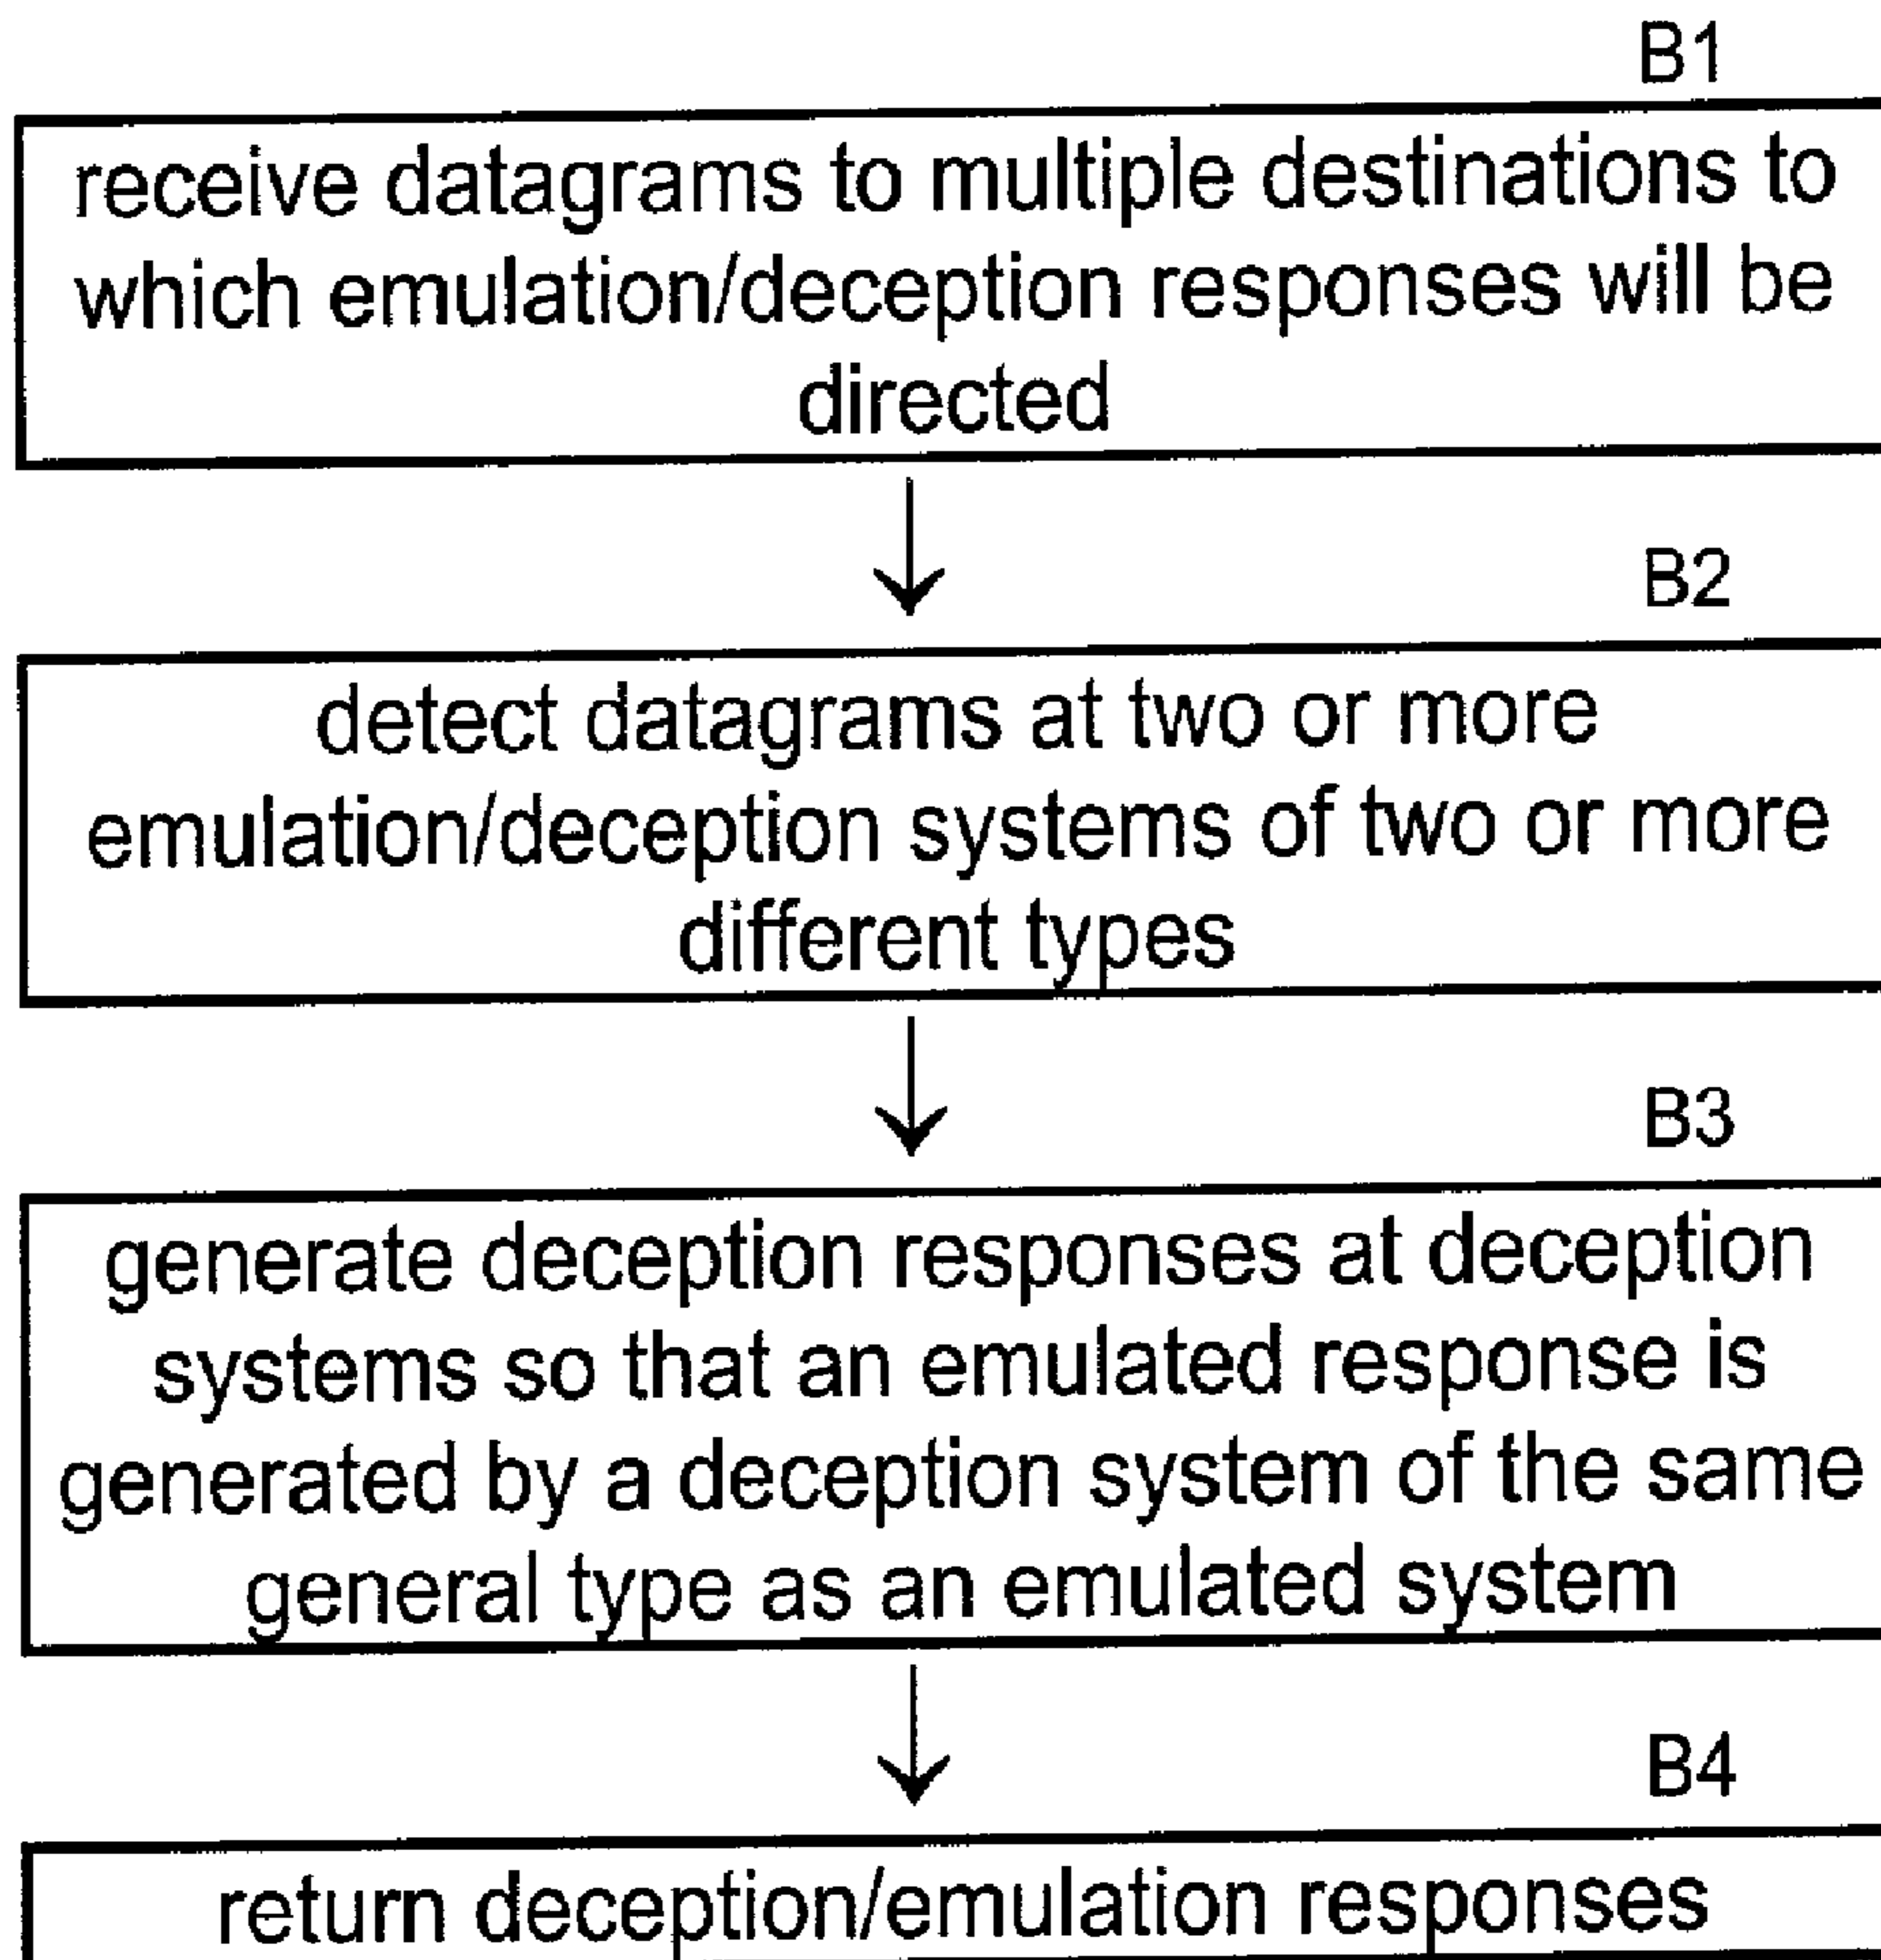 B1
receive datagrams to multiple destinations to
which emulation/deception responses will be
directed
B2
detect datagrams at two or more
emulation/deception systems of two or more
different types
B3
generate deception responses at deception
systems so that an emulated response is
generated by a deception system of the same
general type as an emulated system
B4
return deception/emulation responses